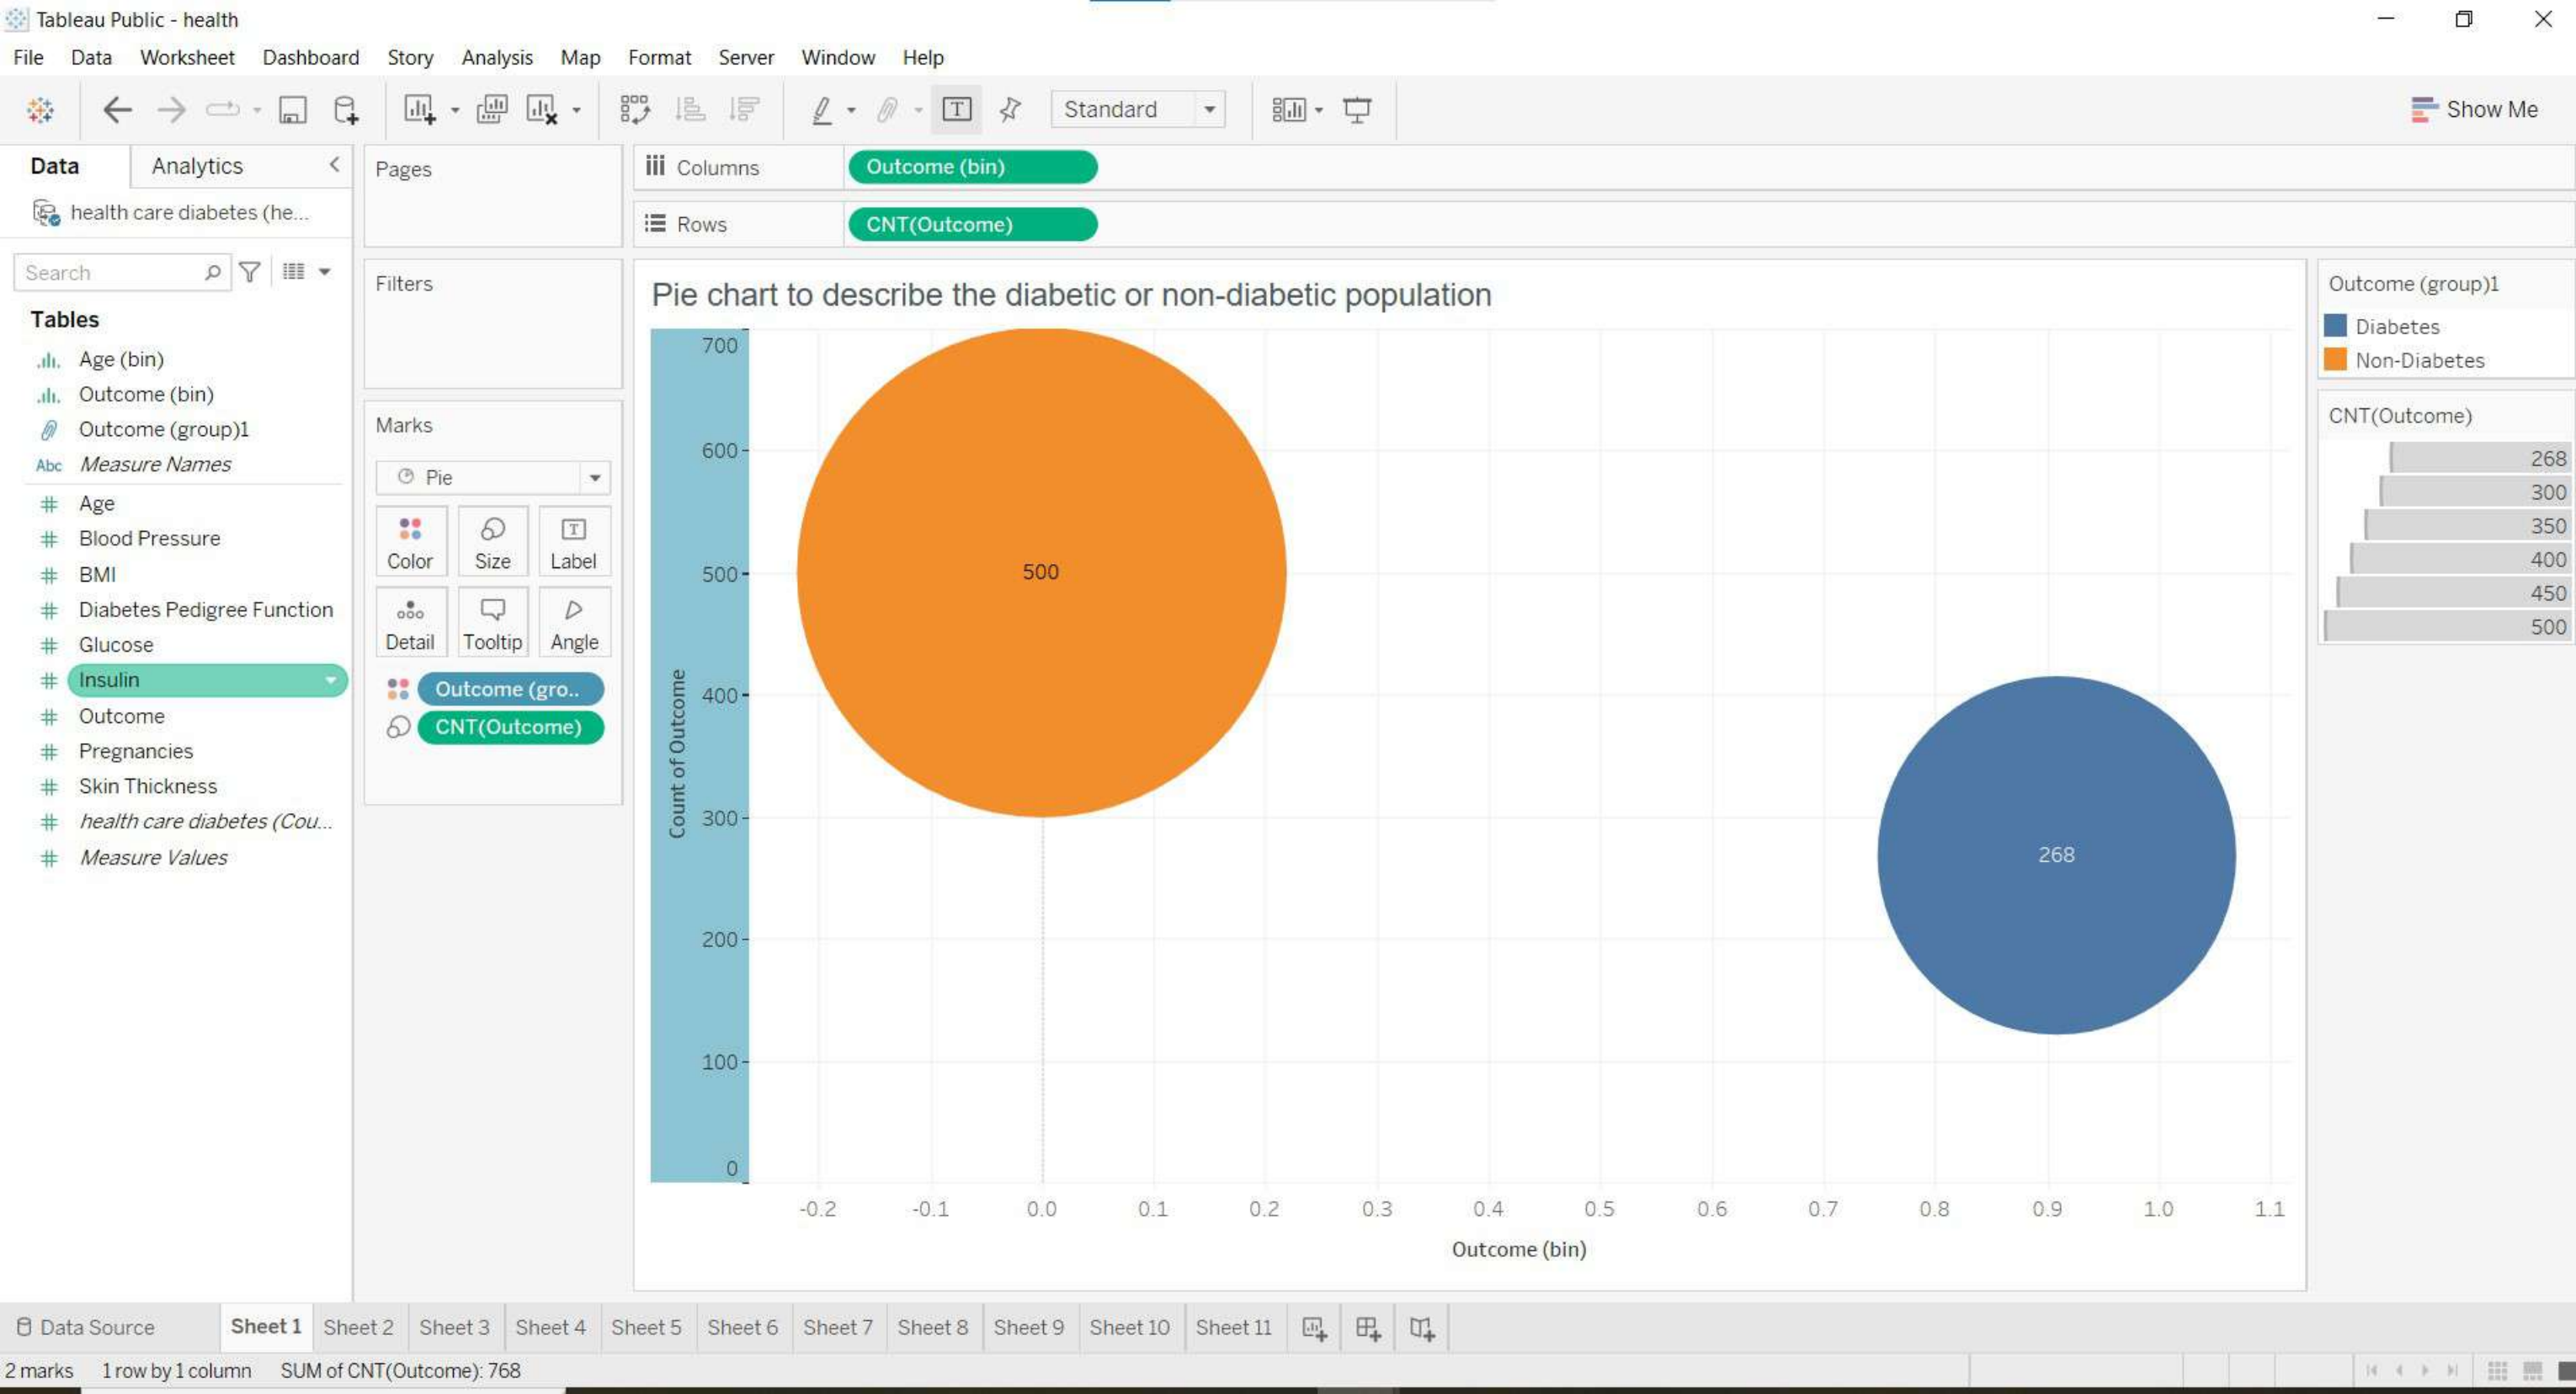 Tableau Public - health
File Data Worksheet Dashboard Story Analysis Map Format Server Window Help
Standard
Show Me
Data Analytics
health care diabetes (he...
Search
Tables
Age (bin)
Outcome (bin)
Outcome (group)1
Abc Measure Names
# Age
# Blood Pressure
# BMI
# Diabetes Pedigree Function
# Glucose
# Insulin
# Outcome
# Pregnancies
# Skin Thickness
# health care diabetes (Cou...
# Measure Values
Pages
Filters
Marks
Pie
Color Size Label
Detail Tooltip Angle
Outcome (gro..
CNT(Outcome)
Columns Outcome (bin)
Rows CNT(Outcome)
Pie chart to describe the diabetic or non-diabetic population
Count of Outcome
700
600
500
400
300
200
100
0
500
268
-0.2 -0.1 0.0 0.1 0.2 0.3 0.4 0.5 0.6 0.7 0.8 0.9 1.0 1.1
Outcome (bin)
Outcome (group)1
Diabetes
Non-Diabetes
CNT(Outcome)
268
300
350
400
450
500
Data Source Sheet 1 Sheet 2 Sheet 3 Sheet 4 Sheet 5 Sheet 6 Sheet 7 Sheet 8 Sheet 9 Sheet 10 Sheet 11
2 marks 1 row by 1 column SUM of CNT(Outcome): 768